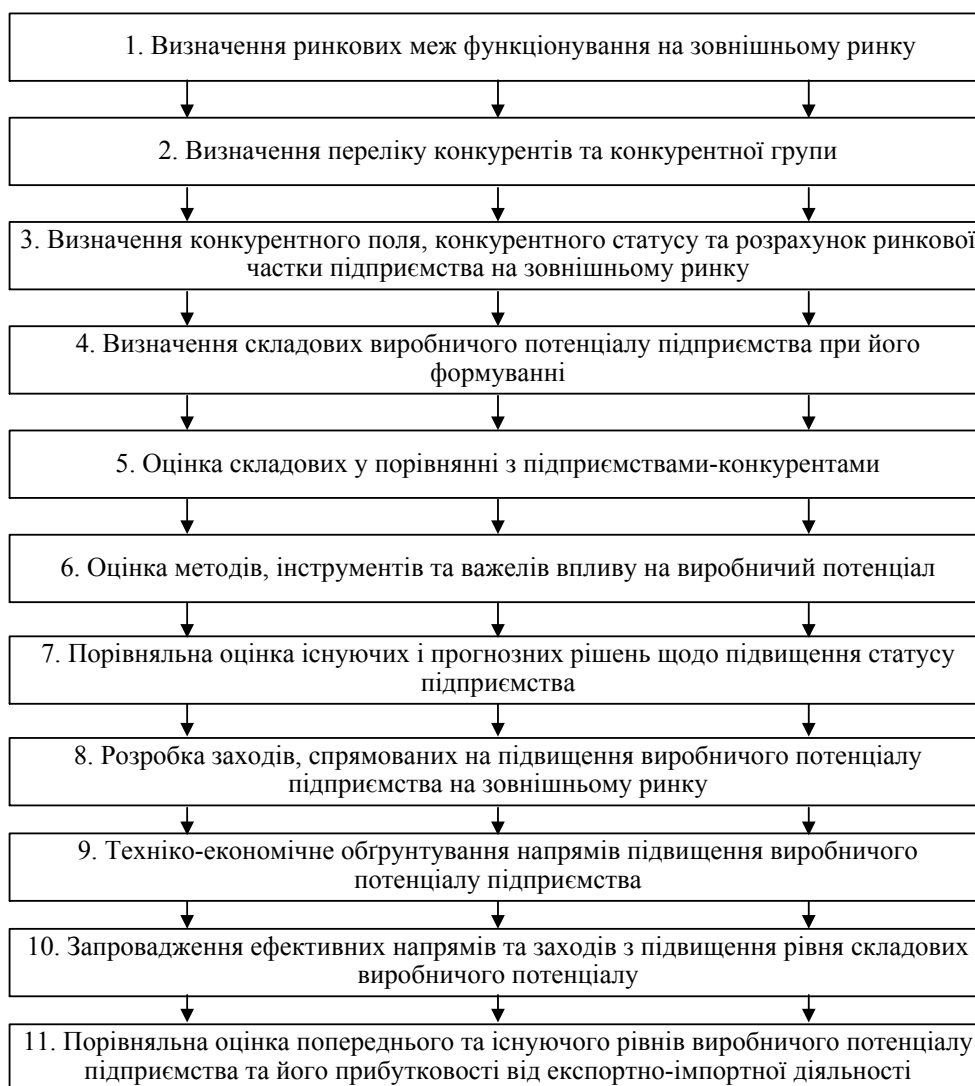 1. Визначення ринкових меж функціонування на зовнішньому ринку
2. Визначення переліку конкурентів та конкурентної групи
3. Визначення конкурентного поля, конкурентного статусу та розрахунок ринкової
частки підприємства на зовнішньому ринку
4. Визначення складових виробничого потенціалу підприємства при його
формуванні
5. Оцінка складових у порівнянні з підприємствами-конкурентами
6. Оцінка методів, інструментів та важелів впливу на виробничий потенціал
7. Порівняльна оцінка існуючих і прогнозних рішень щодо підвищення статусу
підприємства
8. Розробка заходів, спрямованих на підвищення виробничого потенціалу
підприємства на зовнішньому ринку
9. Техніко-економічне обґрунтування напрямів підвищення виробничого
потенціалу підприємства
10. Запровадження ефективних напрямів та заходів з підвищення рівня складових
виробничого потенціалу
11. Порівняльна оцінка попереднього та існуючого рівнів виробничого потенціалу
підприємства та його прибутковості від експортно-імпортної діяльності